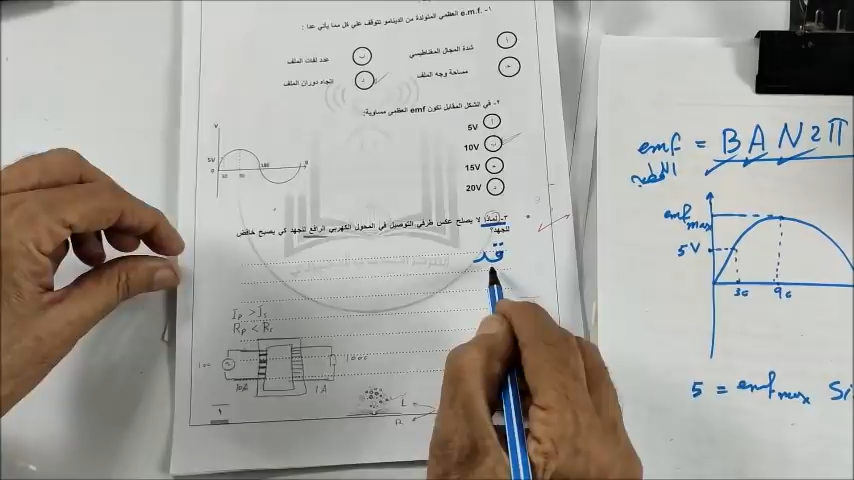 ١- .e.m.f العظمى المتولدة من الدينامو تتوقف على كل مما يأتي عدا :
أ شدة المجال المغناطيسي
ب عدد لفات الملف
ج مساحة وجه الملف
د اتجاه دوران الملف
٢- في الشكل المقابل تكون emf العظمى مساوية:
أ 5V
ب 10V
ج 15V
د 20V
V
5V
0
30
90
180
٣- لماذا لا يصلح عكس طرفي التوصيل في المحول الكهربي الرافع للجهد كي يصبح خافض
للجهد؟
قد
Ip > Is
Rp < Rs
10A
1A
L
R
١
emf = BAN2π
العظمى
emf max
5V
30
90
5 = emf max Si